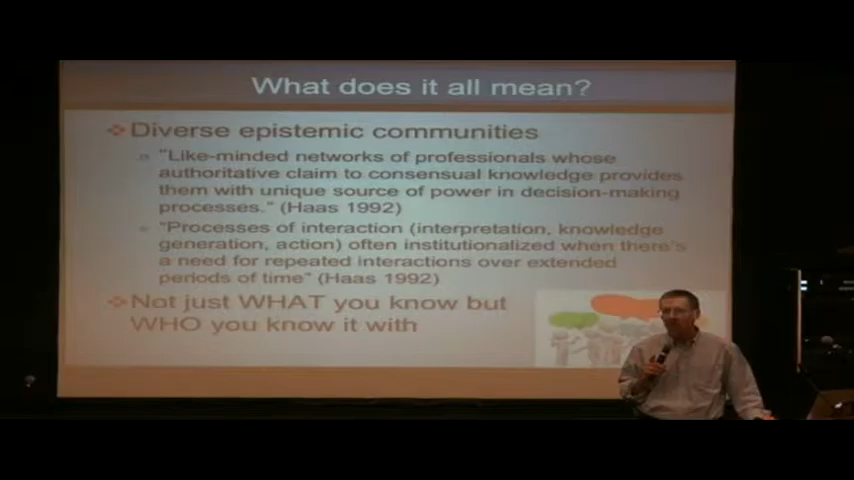 What does it all mean?
Diverse epistemic communities
"Like-minded networks of professionals whose
authoritative claim to consensual knowledge provides
them with unique source of power in decision-making
processes." (Haas 1992)
"Processes of interaction (interpretation, knowledge
generation, action) often institutionalized when there's
a need for repeated interactions over extended
periods of time" (Haas 1992)
Not just WHAT you know but
WHO you know it with